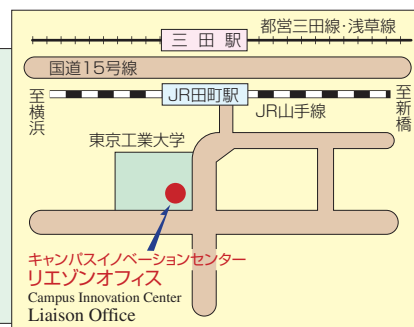 都営三田線・浅草線
三田駅
国道15号線
JR田町駅
至横浜
至新橋
JR山手線
東京工業大学
キャンパスイノベーションセンター
リエゾンオフィス
Campus Innovation Center
Liaison Office